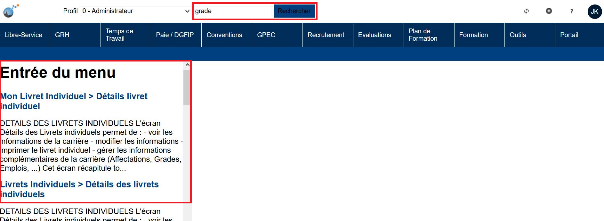 Profil 0 - Administrateur grade Rechercher ? JK
Libre-Service GRH Temps de Travail Paie / DGFIP Conventions GPEC Recrutement Evaluations Plan de Formation Formation Outils Portail
Entrée du menu
Mon Livret Individuel > Détails livret
individuel
DETAILS DES LIVRETS INDIVIDUELS L'écran
Détails des Livrets individuels permet de : - voir les
informations de la carrière - modifier les informations -
imprimer le livret individuel - gérer les informations
complémentaires de la carrière (Affectations, Grades,
Emplois, ...) Cet écran récapitule to...
Livrets Individuels > Détails des livrets
individuels
DETAILS DES LIVRETS INDIVIDUELS L'écran
Détails des Livrets individuels permet de : - voir les